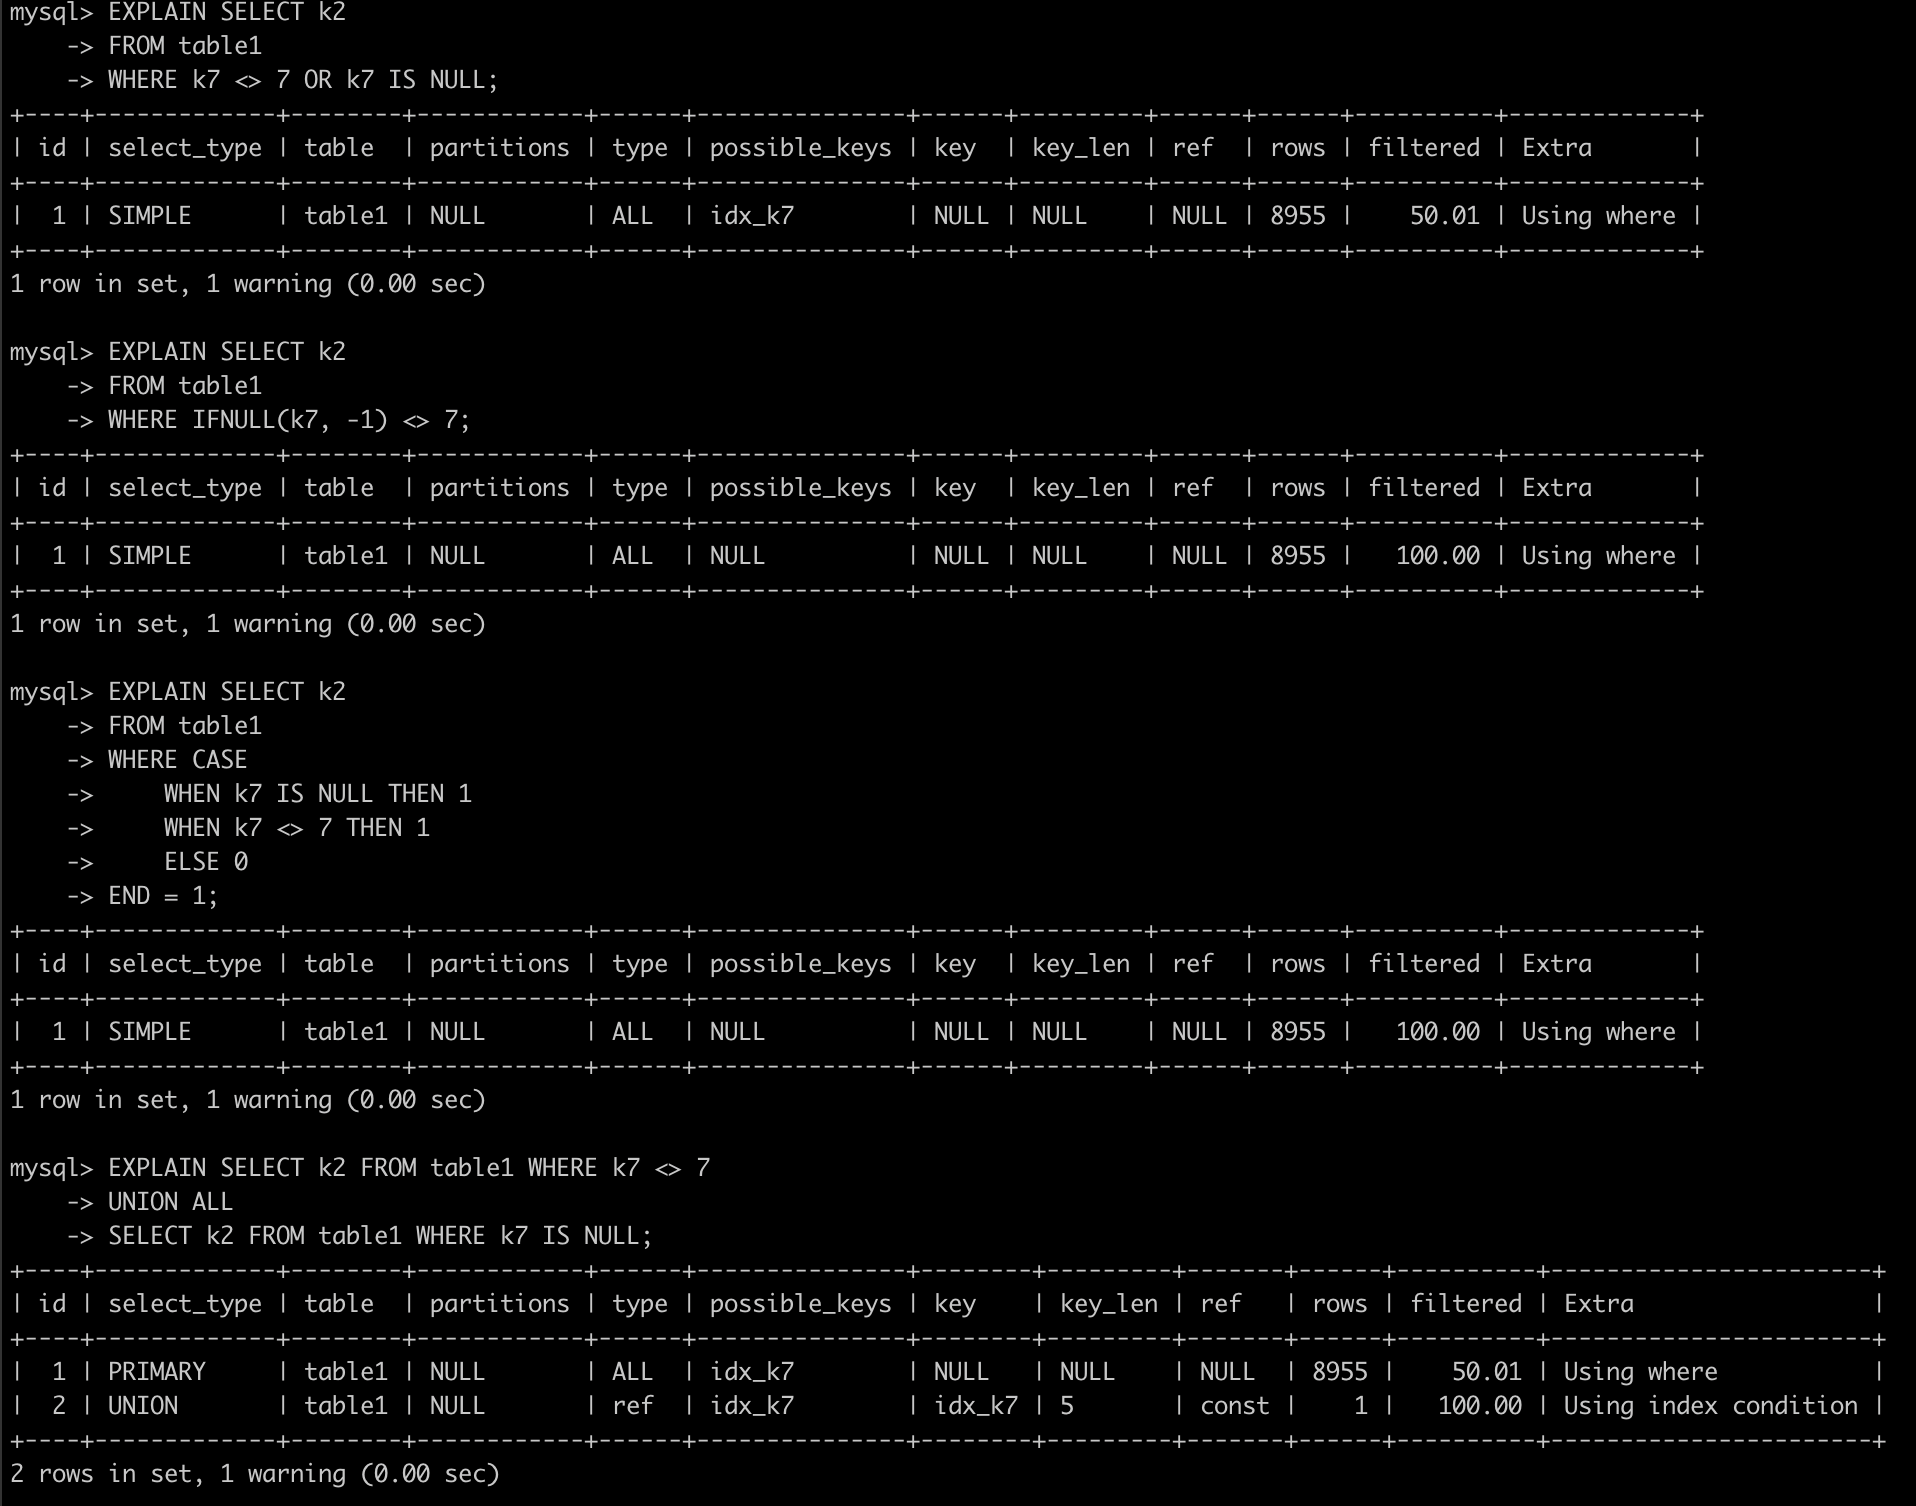 mysql> EXPLAIN SELECT k2
    -> FROM table1
    -> WHERE k7 <> 7 OR k7 IS NULL;
+----+-------------+--------+------------+------+---------------+------+---------+------+------+----------+-------------+
| id | select_type | table  | partitions | type | possible_keys | key  | key_len | ref  | rows | filtered | Extra       |
+----+-------------+--------+------------+------+---------------+------+---------+------+------+----------+-------------+
|  1 | SIMPLE      | table1 | NULL       | ALL  | idx_k7        | NULL | NULL    | NULL | 8955 |    50.01 | Using where |
+----+-------------+--------+------------+------+---------------+------+---------+------+------+----------+-------------+
1 row in set, 1 warning (0.00 sec)

mysql> EXPLAIN SELECT k2
    -> FROM table1
    -> WHERE IFNULL(k7, -1) <> 7;
+----+-------------+--------+------------+------+---------------+------+---------+------+------+----------+-------------+
| id | select_type | table  | partitions | type | possible_keys | key  | key_len | ref  | rows | filtered | Extra       |
+----+-------------+--------+------------+------+---------------+------+---------+------+------+----------+-------------+
|  1 | SIMPLE      | table1 | NULL       | ALL  | NULL          | NULL | NULL    | NULL | 8955 |   100.00 | Using where |
+----+-------------+--------+------------+------+---------------+------+---------+------+------+----------+-------------+
1 row in set, 1 warning (0.00 sec)

mysql> EXPLAIN SELECT k2
    -> FROM table1
    -> WHERE CASE
    ->     WHEN k7 IS NULL THEN 1
    ->     WHEN k7 <> 7 THEN 1
    ->     ELSE 0
    -> END = 1;
+----+-------------+--------+------------+------+---------------+------+---------+------+------+----------+-------------+
| id | select_type | table  | partitions | type | possible_keys | key  | key_len | ref  | rows | filtered | Extra       |
+----+-------------+--------+------------+------+---------------+------+---------+------+------+----------+-------------+
|  1 | SIMPLE      | table1 | NULL       | ALL  | NULL          | NULL | NULL    | NULL | 8955 |   100.00 | Using where |
+----+-------------+--------+------------+------+---------------+------+---------+------+------+----------+-------------+
1 row in set, 1 warning (0.00 sec)

mysql> EXPLAIN SELECT k2 FROM table1 WHERE k7 <> 7
    -> UNION ALL
    -> SELECT k2 FROM table1 WHERE k7 IS NULL;
+----+-------------+--------+------------+------+---------------+--------+---------+-------+------+----------+-----------------------+
| id | select_type | table  | partitions | type | possible_keys | key    | key_len | ref   | rows | filtered | Extra                 |
+----+-------------+--------+------------+------+---------------+--------+---------+-------+------+----------+-----------------------+
|  1 | PRIMARY     | table1 | NULL       | ALL  | idx_k7        | NULL   | NULL    | NULL  | 8955 |    50.01 | Using where           |
|  2 | UNION       | table1 | NULL       | ref  | idx_k7        | idx_k7 | 5       | const |    1 |   100.00 | Using index condition |
+----+-------------+--------+------------+------+---------------+--------+---------+-------+------+----------+-----------------------+
2 rows in set, 1 warning (0.00 sec)